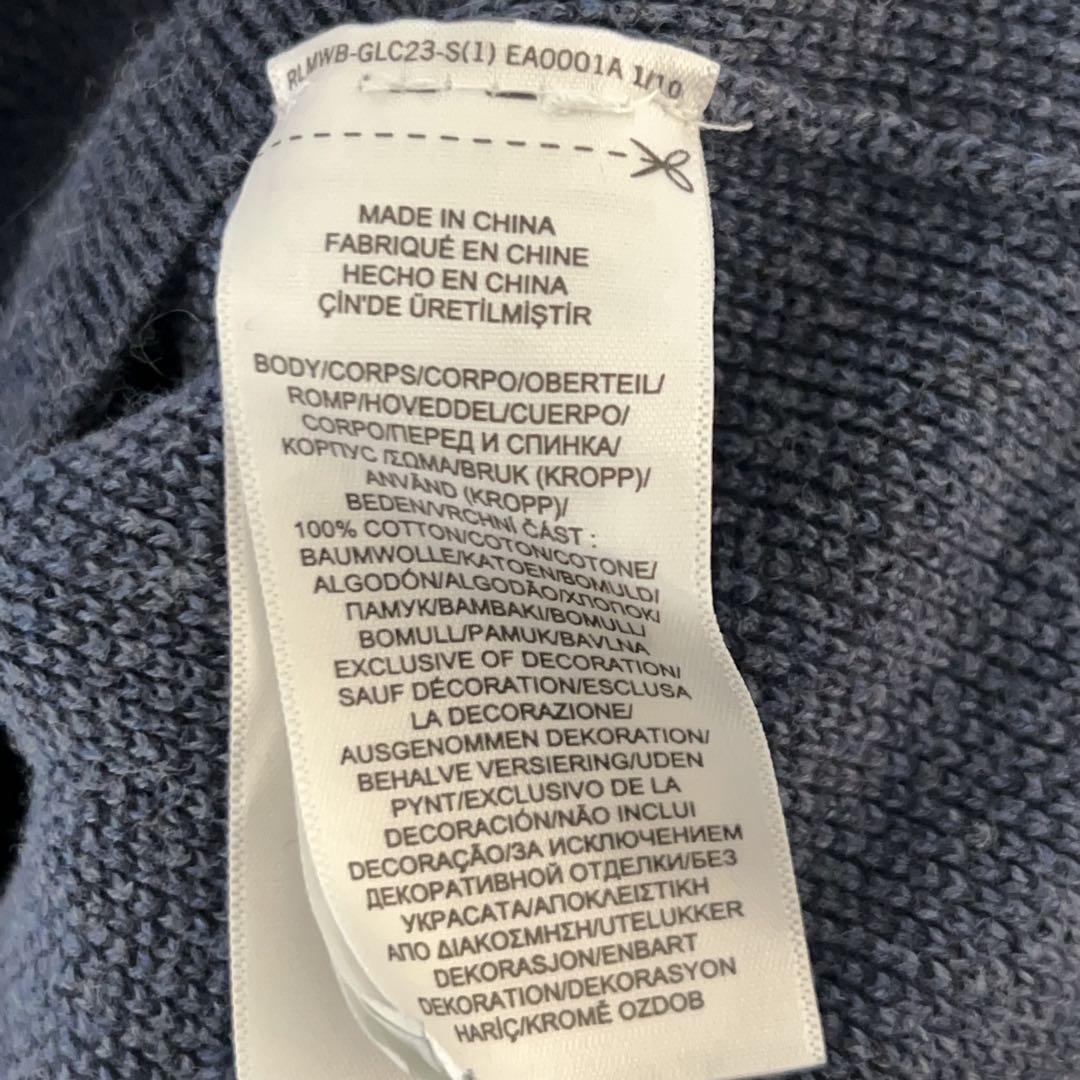 RLMWB-GLC23-S(1) EA0001A 1/10
MADE IN CHINA
FABRIQUÉ EN CHINE
HECHO EN CHINA
ÇİN'DE ÜRETİLMİŞTİR
BODY/CORPS/CORPO/OBERTEIL/
ROMP/HOVEDDEL/CUERPO/
CORPO/ПЕРЕД И СПИНКА/
КОРПУС /ΣΩΜΑ/BRUK (KROPP)/
ANVÄND (KROPP)/
BEDEN/VRCHNÍ ČÁST :
100% COTTON/COTON/COTONE/
BAUMWOLLE/KATOEN/BOMULD/
ALGODÓN/ALGODÃO/ХЛОПОК/
ПАМУК/ΒΑΜΒΑΚΙ/BOMULL/
BOMULL/PAMUK/BAVLNA
EXCLUSIVE OF DECORATION/
SAUF DÉCORATION/ESCLUSA
LA DECORAZIONE/
AUSGENOMMEN DEKORATION/
BEHALVE VERSIERING/UDEN
PYNT/EXCLUSIVO DE LA
DECORACIÓN/NÃO INCLUI
DECORAÇÃO/ЗА ИСКЛЮЧЕНИЕМ
ДЕКОРАТИВНОЙ ОТДЕЛКИ/БЕЗ
УКРАСАТА/ΑΠΟΚΛΕΙΣΤΙΚΗ
ΑΠΟ ΔΙΑΚΟΣΜΗΣΗ/UTELUKKER
DEKORASJON/ENBART
DEKORATION/DEKORASYON
HARİÇ/KROMĚ OZDOB